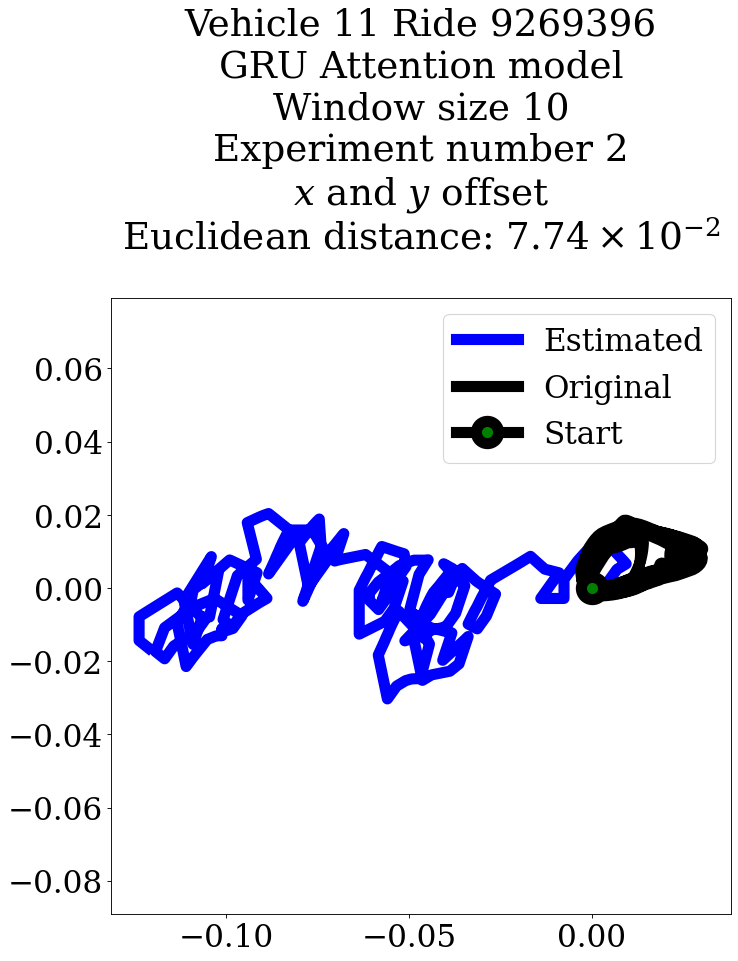 Vehicle 11 Ride 9269396
GRU Attention model
Window size 10
Experiment number 2
x and y offset
Euclidean distance: 7.74 × 10⁻²
Estimated
Original
Start
0.06
0.04
0.02
0.00
−0.02
−0.04
−0.06
−0.08
−0.10
−0.05
0.00